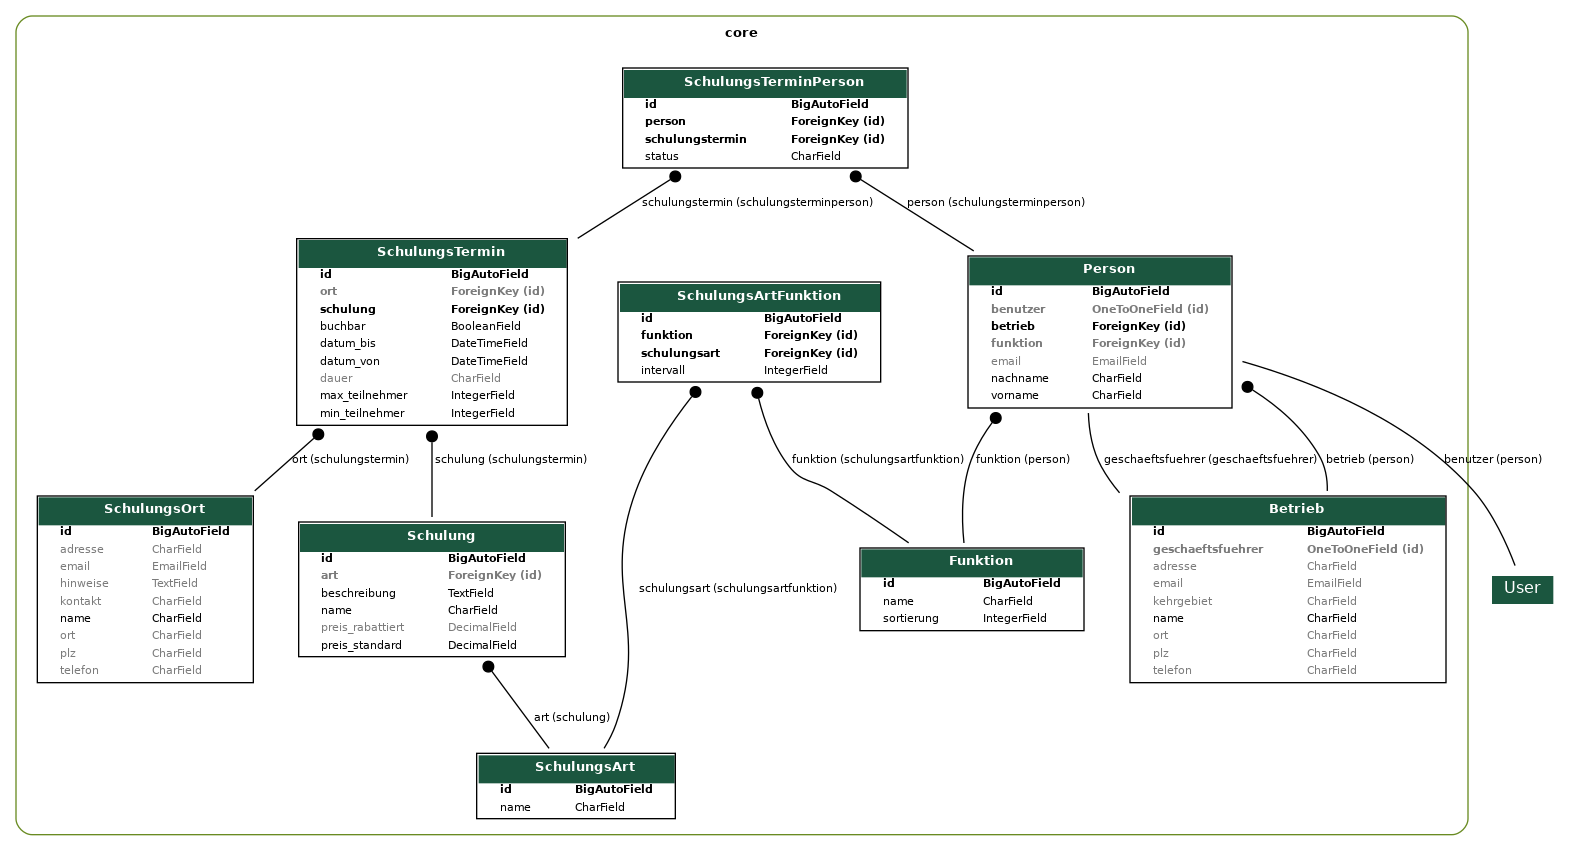 core
SchulungsTerminPerson
id BigAutoField
person ForeignKey (id)
schulungstermin ForeignKey (id)
status CharField
schulungstermin (schulungsterminperson)
person (schulungsterminperson)
SchulungsTermin
id BigAutoField
ort ForeignKey (id)
schulung ForeignKey (id)
buchbar BooleanField
datum_bis DateTimeField
datum_von DateTimeField
dauer CharField
max_teilnehmer IntegerField
min_teilnehmer IntegerField
SchulungsArtFunktion
id BigAutoField
funktion ForeignKey (id)
schulungsart ForeignKey (id)
intervall IntegerField
Person
id BigAutoField
benutzer OneToOneField (id)
betrieb ForeignKey (id)
funktion ForeignKey (id)
email EmailField
nachname CharField
vorname CharField
ort (schulungstermin)
schulung (schulungstermin)
funktion (schulungsartfunktion)
funktion (person)
geschaeftsfuehrer (geschaeftsfuehrer)
betrieb (person)
benutzer (person)
SchulungsOrt
id BigAutoField
adresse CharField
email EmailField
hinweise TextField
kontakt CharField
name CharField
ort CharField
plz CharField
telefon CharField
Schulung
id BigAutoField
art ForeignKey (id)
beschreibung TextField
name CharField
preis_rabattiert DecimalField
preis_standard DecimalField
schulungsart (schulungsartfunktion)
Funktion
id BigAutoField
name CharField
sortierung IntegerField
Betrieb
id BigAutoField
geschaeftsfuehrer OneToOneField (id)
adresse CharField
email EmailField
kehrgebiet CharField
name CharField
ort CharField
plz CharField
telefon CharField
User
art (schulung)
SchulungsArt
id BigAutoField
name CharField